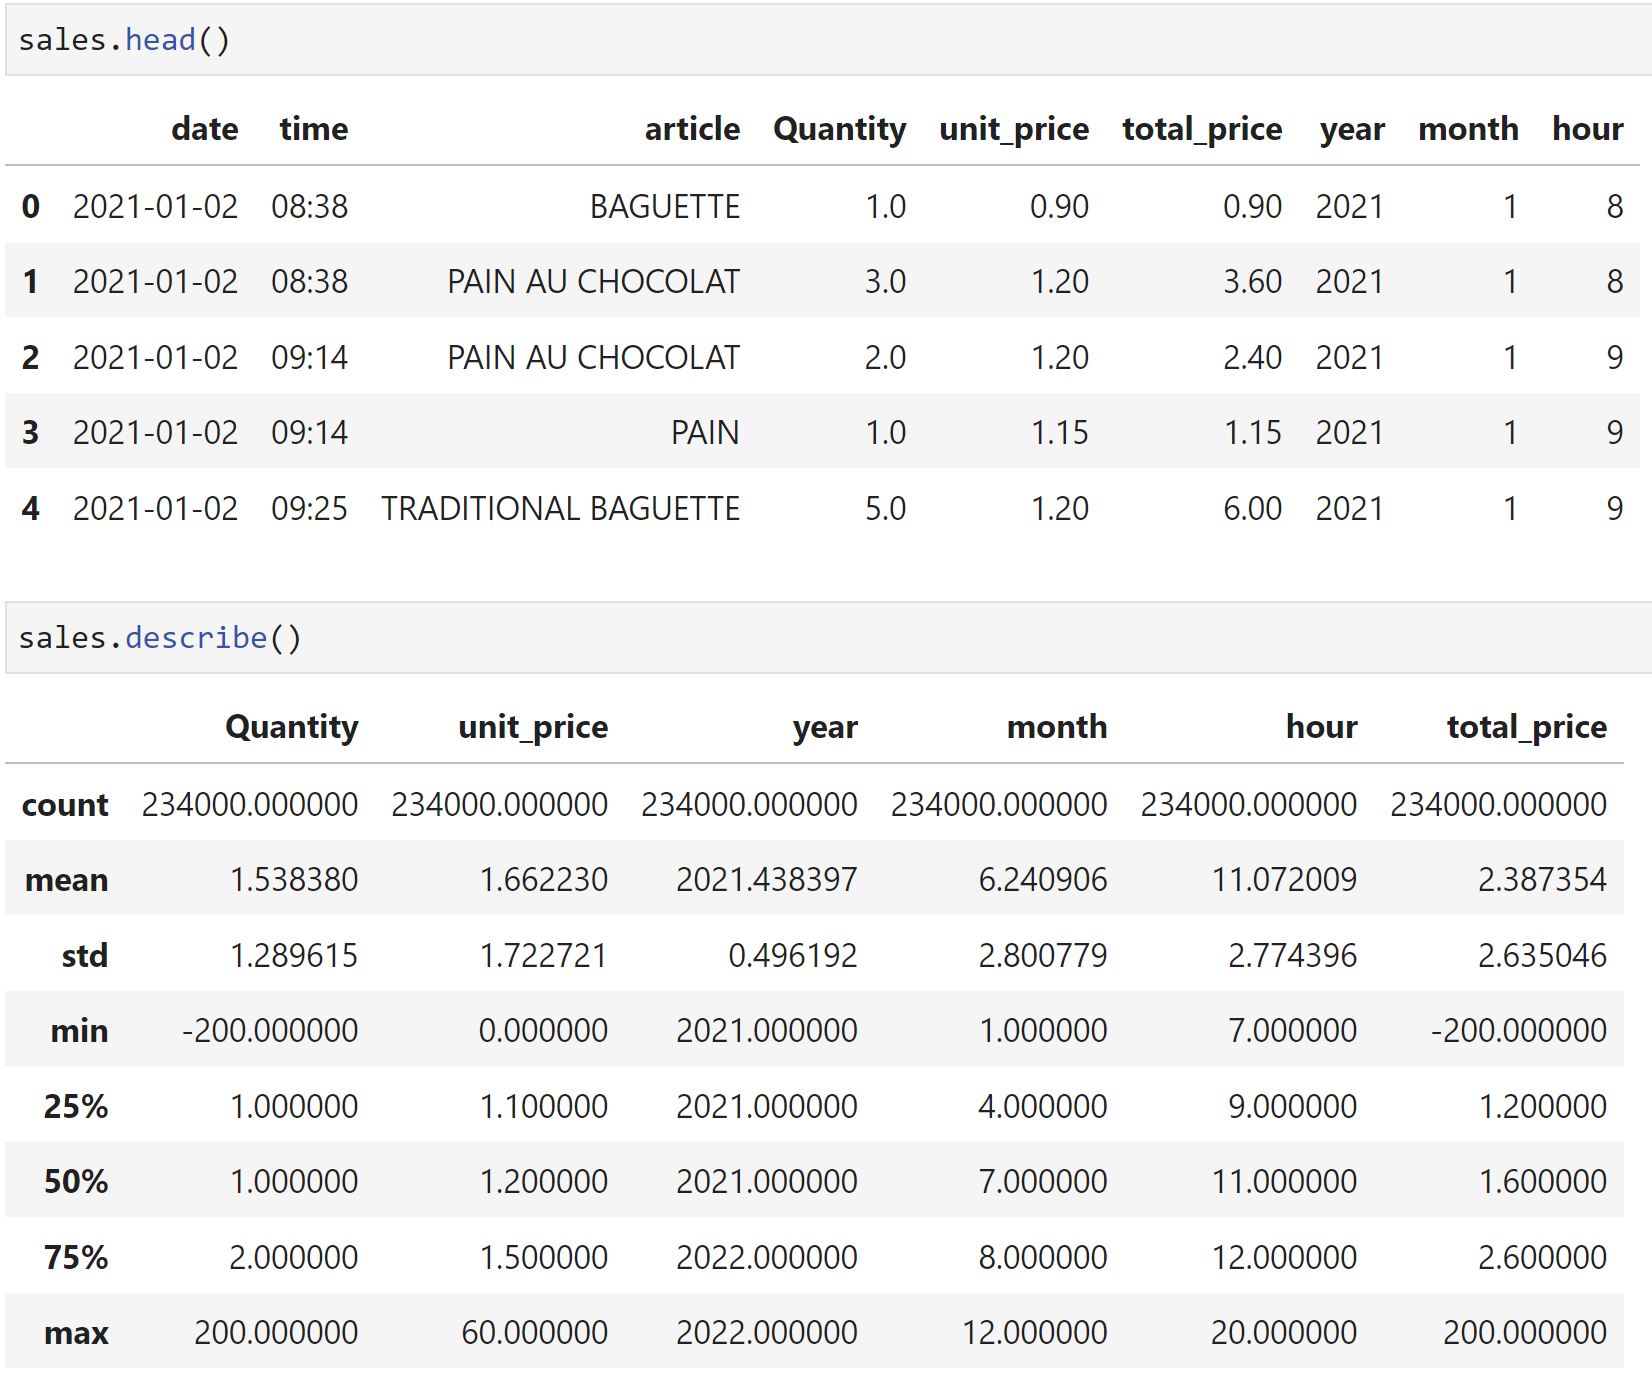 sales.head()
date time article Quantity unit_price total_price year month hour
0 2021-01-02 08:38 BAGUETTE 1.0 0.90 0.90 2021 1 8
1 2021-01-02 08:38 PAIN AU CHOCOLAT 3.0 1.20 3.60 2021 1 8
2 2021-01-02 09:14 PAIN AU CHOCOLAT 2.0 1.20 2.40 2021 1 9
3 2021-01-02 09:14 PAIN 1.0 1.15 1.15 2021 1 9
4 2021-01-02 09:25 TRADITIONAL BAGUETTE 5.0 1.20 6.00 2021 1 9
sales.describe()
Quantity unit_price year month hour total_price
count 234000.000000 234000.000000 234000.000000 234000.000000 234000.000000 234000.000000
mean 1.538380 1.662230 2021.438397 6.240906 11.072009 2.387354
std 1.289615 1.722721 0.496192 2.800779 2.774396 2.635046
min -200.000000 0.000000 2021.000000 1.000000 7.000000 -200.000000
25% 1.000000 1.100000 2021.000000 4.000000 9.000000 1.200000
50% 1.000000 1.200000 2021.000000 7.000000 11.000000 1.600000
75% 2.000000 1.500000 2022.000000 8.000000 12.000000 2.600000
max 200.000000 60.000000 2022.000000 12.000000 20.000000 200.000000